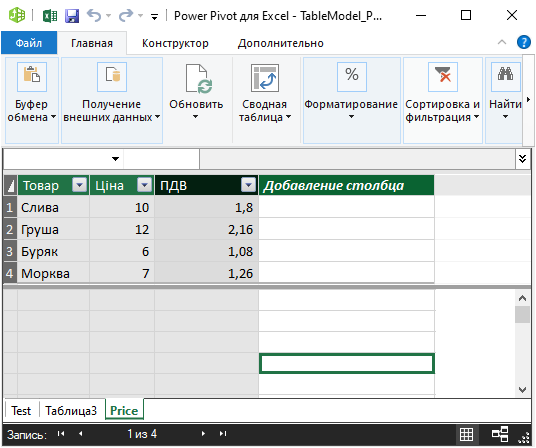 Power Pivot для Excel - TableModel_P...
Файл Главная Конструктор Дополнительно
Буфер обмена
Получение внешних данных
Обновить
Сводная таблица
Форматирование
Сортировка и фильтрация
Найти
Товар Ціна ПДВ Добавление столбца
1 Слива 10 1,8
2 Груша 12 2,16
3 Буряк 6 1,08
4 Морква 7 1,26
Test Таблица3 Price
Запись: 1 из 4